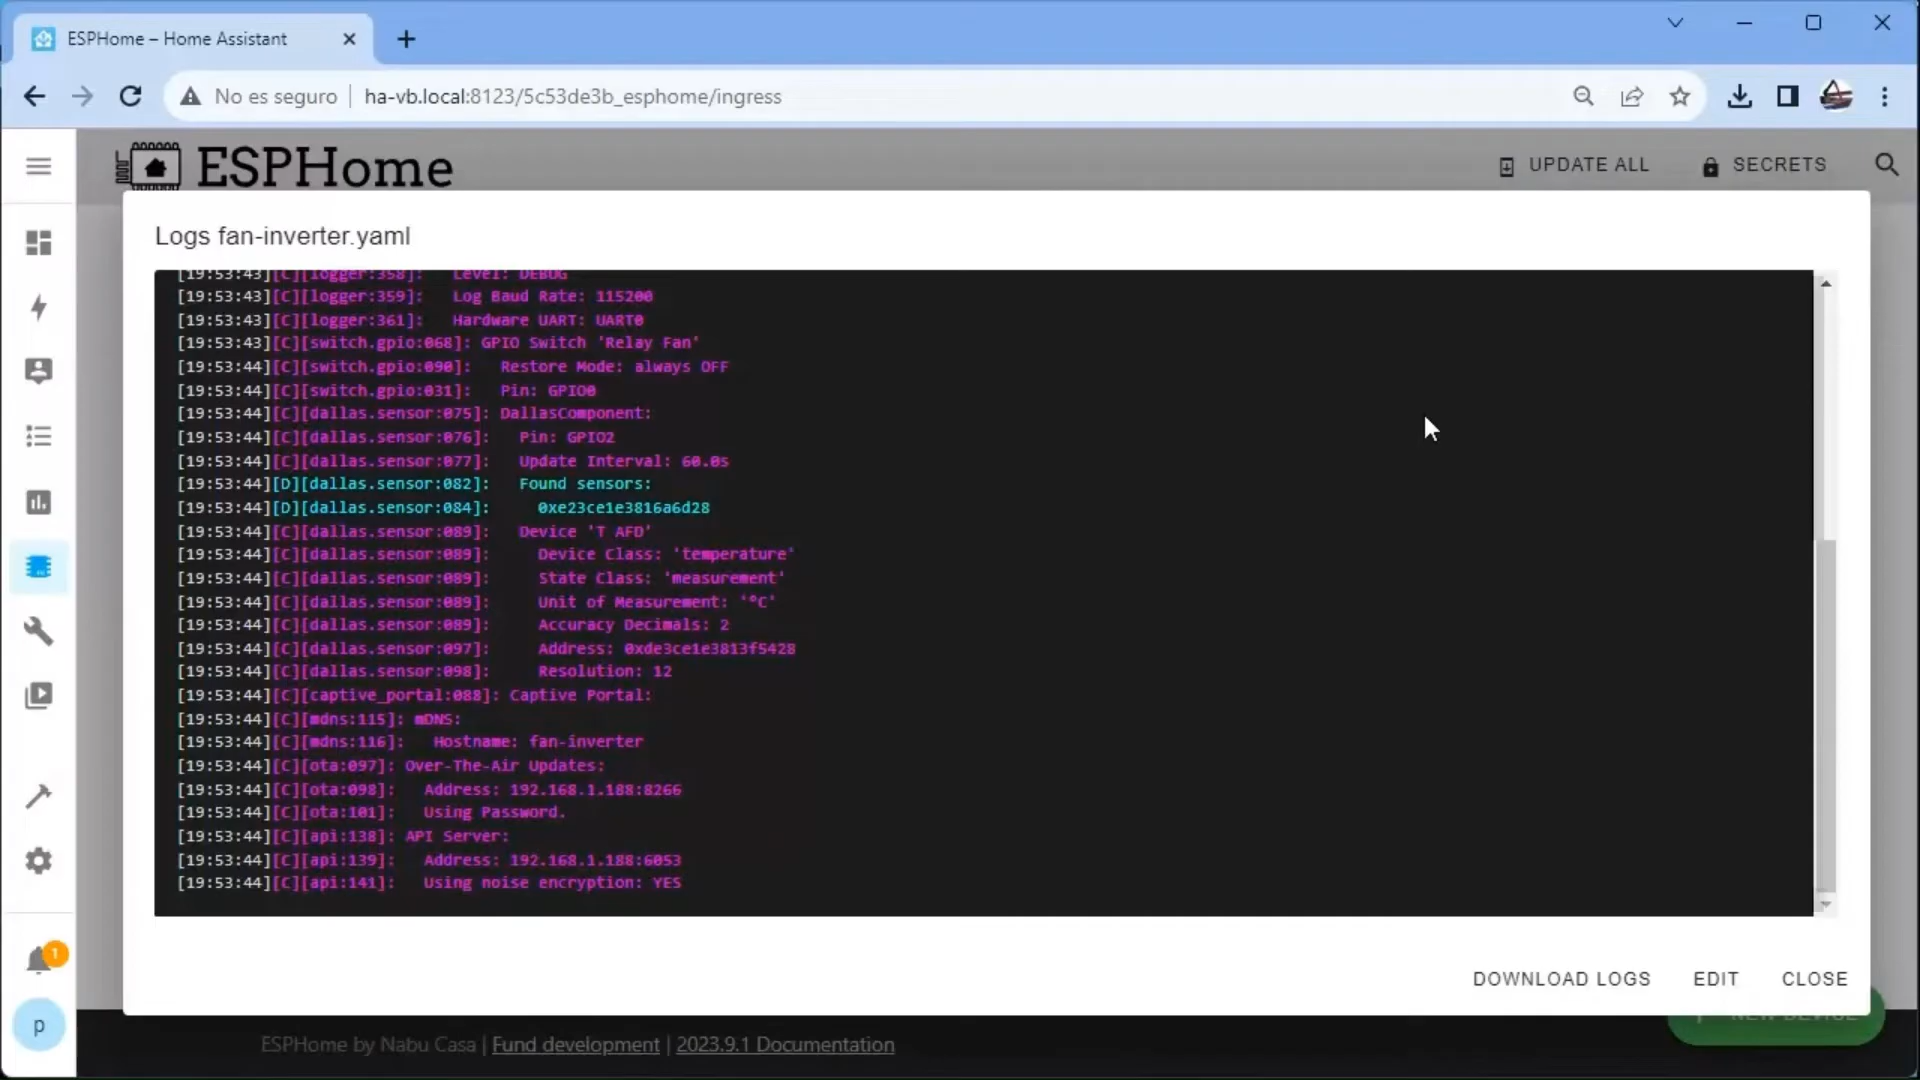 ESPHome – Home Assistant
No es seguro
ha-vb.local:8123/5c53de3b_esphome/ingress
ESPHome
UPDATE ALL
SECRETS
Logs fan-inverter.yaml
[19:53:43][C][logger:358]:   Level: DEBUG
[19:53:43][C][logger:359]:   Log Baud Rate: 115200
[19:53:43][C][logger:361]:   Hardware UART: UART0
[19:53:43][C][switch.gpio:068]: GPIO Switch 'Relay Fan'
[19:53:44][C][switch.gpio:090]:   Restore Mode: always OFF
[19:53:44][C][switch.gpio:031]:   Pin: GPIO0
[19:53:44][C][dallas.sensor:075]: DallasComponent:
[19:53:44][C][dallas.sensor:076]:   Pin: GPIO2
[19:53:44][C][dallas.sensor:077]:   Update Interval: 60.0s
[19:53:44][D][dallas.sensor:082]:   Found sensors:
[19:53:44][D][dallas.sensor:084]:     0xe23ce1e3816a6d28
[19:53:44][C][dallas.sensor:089]:   Device 'T AFD'
[19:53:44][C][dallas.sensor:089]:     Device Class: 'temperature'
[19:53:44][C][dallas.sensor:089]:     State Class: 'measurement'
[19:53:44][C][dallas.sensor:089]:     Unit of Measurement: '°C'
[19:53:44][C][dallas.sensor:089]:     Accuracy Decimals: 2
[19:53:44][C][dallas.sensor:097]:     Address: 0xde3ce1e3813f5428
[19:53:44][C][dallas.sensor:098]:     Resolution: 12
[19:53:44][C][captive_portal:088]: Captive Portal:
[19:53:44][C][mdns:115]: mDNS:
[19:53:44][C][mdns:116]:   Hostname: fan-inverter
[19:53:44][C][ota:097]: Over-The-Air Updates:
[19:53:44][C][ota:098]:   Address: 192.168.1.188:8266
[19:53:44][C][ota:101]:   Using Password.
[19:53:44][C][api:138]: API Server:
[19:53:44][C][api:139]:   Address: 192.168.1.188:6053
[19:53:44][C][api:141]:   Using noise encryption: YES
DOWNLOAD LOGS
EDIT
CLOSE
1
p
NEW DEVICE
ESPHome by Nabu Casa | Fund development | 2023.9.1 Documentation